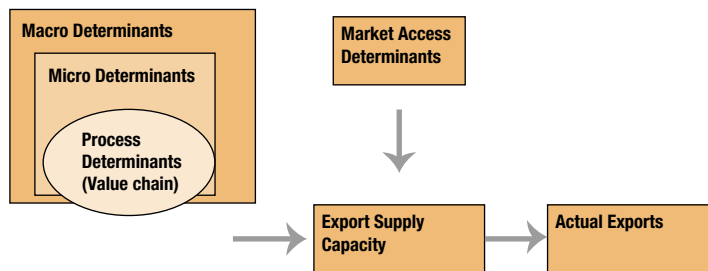 Macro Determinants
Micro Determinants
Process
Determinants
(Value chain)
Market Access
Determinants
Export Supply
Capacity
Actual Exports